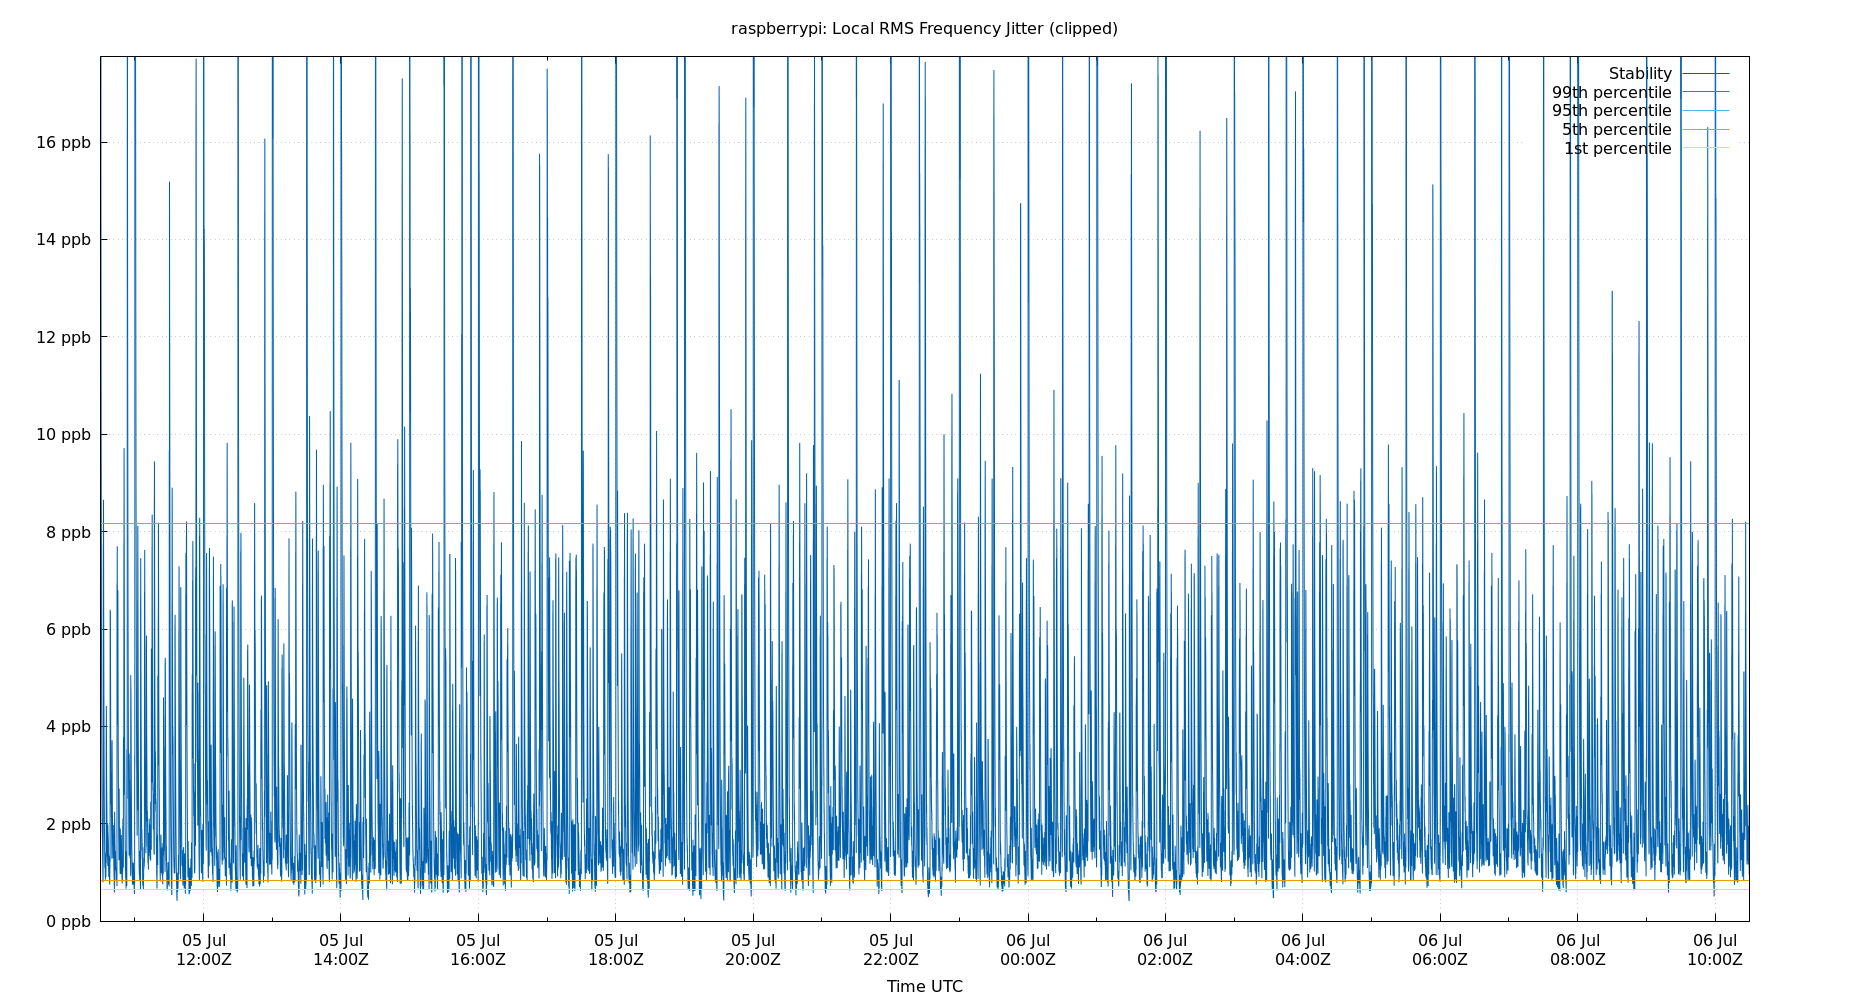 raspberrypi: Local RMS Frequency Jitter (clipped)
Stability
99th percentile
95th percentile
5th percentile
1st percentile
16 ppb
14 ppb
12 ppb
10 ppb
8 ppb
6 ppb
4 ppb
2 ppb
0 ppb
05 Jul 05 Jul 05 Jul 05 Jul 05 Jul 05 Jul 06 Jul 06 Jul 06 Jul 06 Jul 06 Jul 06 Jul
12:00Z 14:00Z 16:00Z 18:00Z 20:00Z 22:00Z 00:00Z 02:00Z 04:00Z 06:00Z 08:00Z 10:00Z
Time UTC